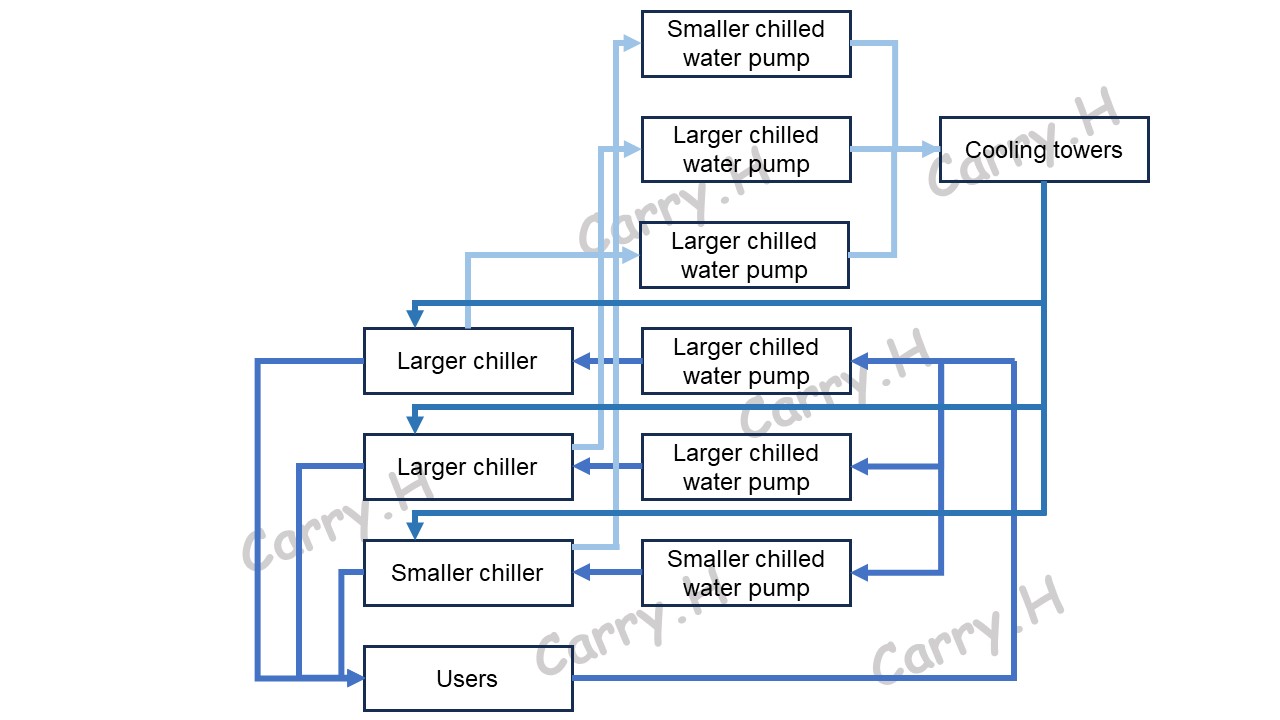 Smaller chilled
water pump
Larger chilled
water pump
Cooling towers
Larger chilled
water pump
Larger chiller
Larger chilled
water pump
Larger chiller
Larger chilled
water pump
Smaller chiller
Smaller chilled
water pump
Users
Carry.H
Carry.H
Carry.H
Carry.H
Carry.H
Carry.H